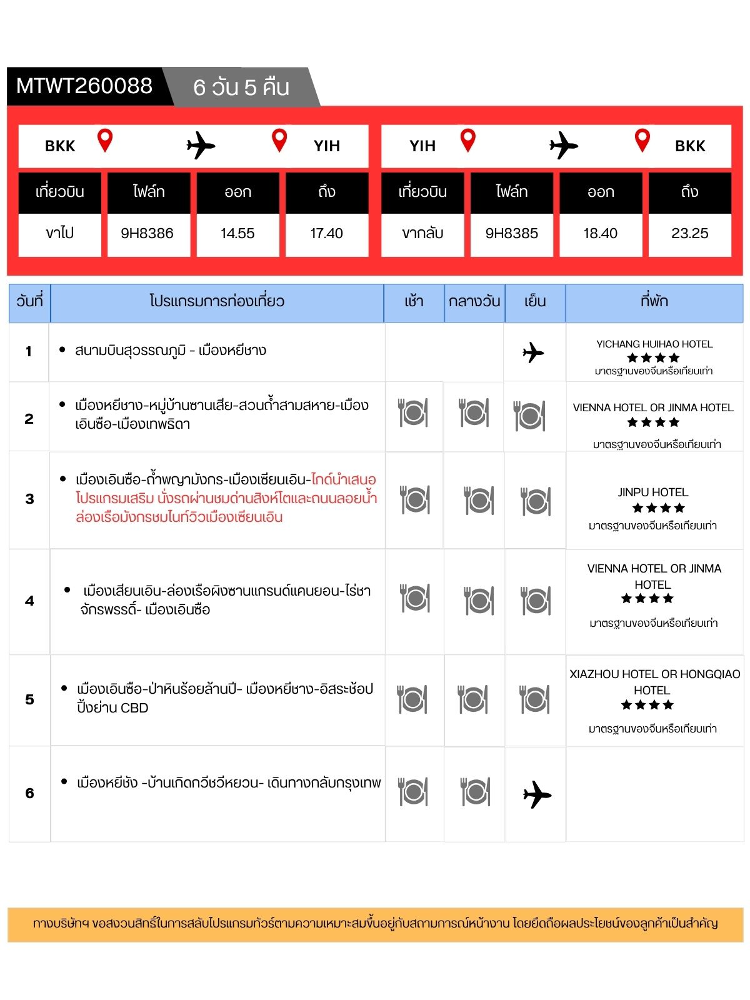 MTWT260088
6 วัน 5 คืน
BKK YIH
YIH BKK
เที่ยวบิน ไฟล์ท ออก ถึง
เที่ยวบิน ไฟล์ท ออก ถึง
ขาไป 9H8386 14.55 17.40
ขากลับ 9H8385 18.40 23.25
วันที่ โปรแกรมการท่องเที่ยว เช้า กลางวัน เย็น ที่พัก
1
• สนามบินสุวรรณภูมิ - เมืองหยีชาง
YICHANG HUIHAO HOTEL
★★★★
มาตรฐานของจีนหรือเทียบเท่า
2
• เมืองหยีชาง-หมู่บ้านซานเสีย-สวนถ้ำสามสหาย-เมือง
เอินซือ-เมืองเทพธิดา
VIENNA HOTEL OR JINMA HOTEL
★★★★
มาตรฐานของจีนหรือเทียบเท่า
3
• เมืองเอินซือ-ถ้ำพญามังกร-เมืองเซียนเอิน-ไกด์นำเสนอ
โปรแกรมเสริม นั่งรถผ่านชมด่านสิงห์โตและถนนลอยน้ำ
ล่องเรือมังกรชมไนท์วิวเมืองเซียนเอิน
JINPU HOTEL
★★★★
มาตรฐานของจีนหรือเทียบเท่า
4
• เมืองเสียนเอิน-ล่องเรือผิงซานแกรนด์แคนยอน-ไร่ชา
จักรพรรดิ์- เมืองเอินซือ
VIENNA HOTEL OR JINMA
HOTEL
★★★★
มาตรฐานของจีนหรือเทียบเท่า
5
• เมืองเอินซือ-ป่าหินร้อยล้านปี- เมืองหยีชาง-อิสระช้อป
ปิ้งย่าน CBD
XIAZHOU HOTEL OR HONGQIAO
HOTEL
★★★★
มาตรฐานของจีนหรือเทียบเท่า
6
• เมืองหยีชัง -บ้านเกิดกวีชวีหยวน- เดินทางกลับกรุงเทพ
ทางบริษัทฯ ขอสงวนสิทธิ์ในการสลับโปรแกรมทัวร์ตามความเหมาะสมขึ้นอยู่กับสถามการณ์หน้างาน โดยยึดถือผลประโยชน์ของลูกค้าเป็นสำคัญ